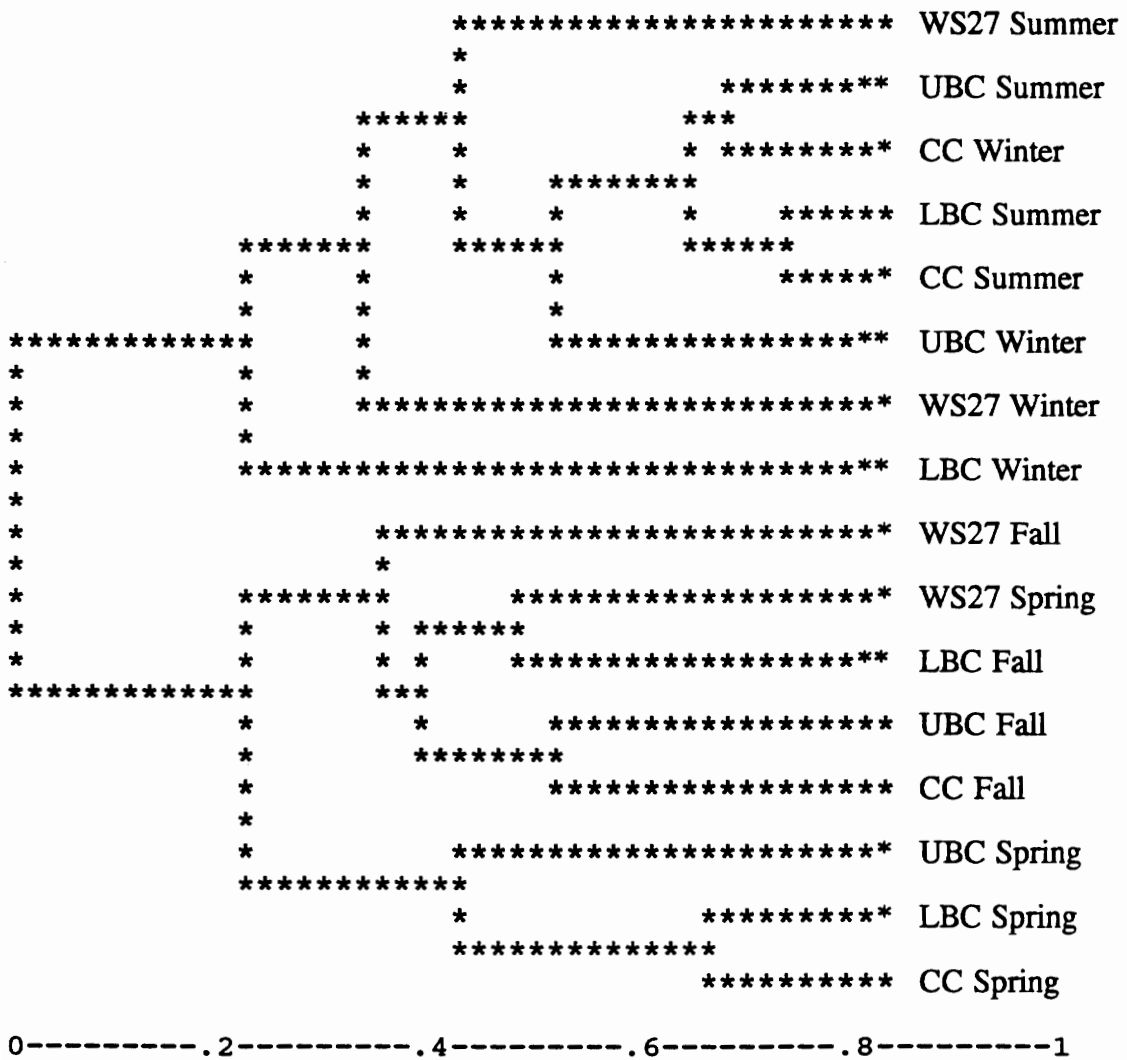 WS27 Summer
UBC Summer
CC Winter
LBC Summer
CC Summer
UBC Winter
WS27 Winter
LBC Winter
WS27 Fall
WS27 Spring
LBC Fall
UBC Fall
CC Fall
UBC Spring
LBC Spring
CC Spring
0----------.2---------.4----------.6---------.8----------1